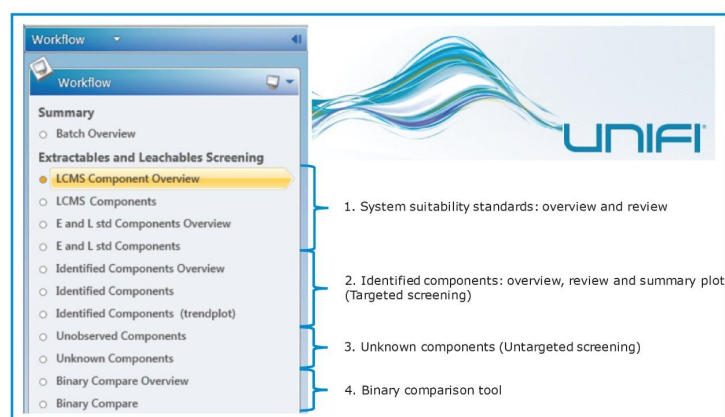 Workflow
Workflow
UNIFI
Summary
Batch Overview
Extractables and Leachables Screening
LCMS Component Overview
LCMS Components
E and L std Components Overview
E and L std Components
1. System suitability standards: overview and review
Identified Components Overview
Identified Components
Identified Components (trendplot)
2. Identified components: overview, review and summary plot
(Targeted screening)
Unobserved Components
Unknown Components
3. Unknown components (Untargeted screening)
Binary Compare Overview
Binary Compare
4. Binary comparison tool